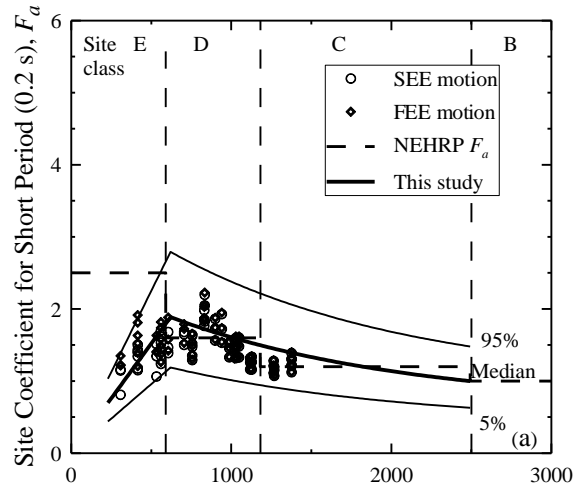 Site Coefficient for Short Period (0.2 s), Fa
6
4
2
0
0 1000 2000 3000
Site class
E
D
C
B
SEE motion
FEE motion
NEHRP Fa
This study
95%
Median
5%
(a)